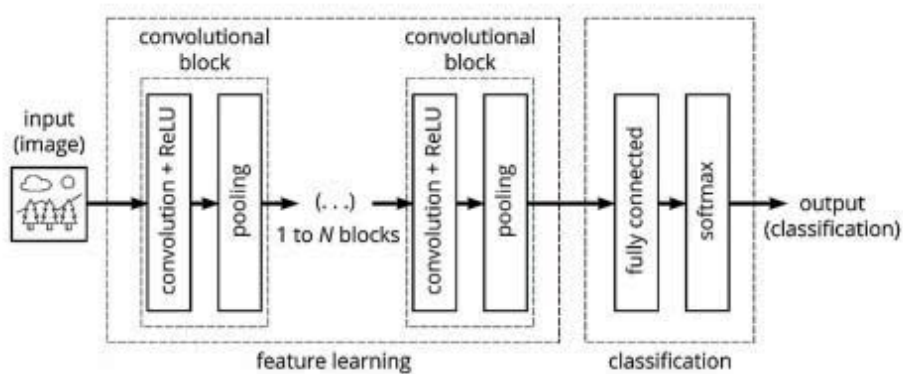 convolutional
block
convolutional
block
input
(image)
convolution + ReLU
pooling
(. . .)
1 to N blocks
convolution + ReLU
pooling
fully connected
softmax
output
(classification)
feature learning
classification